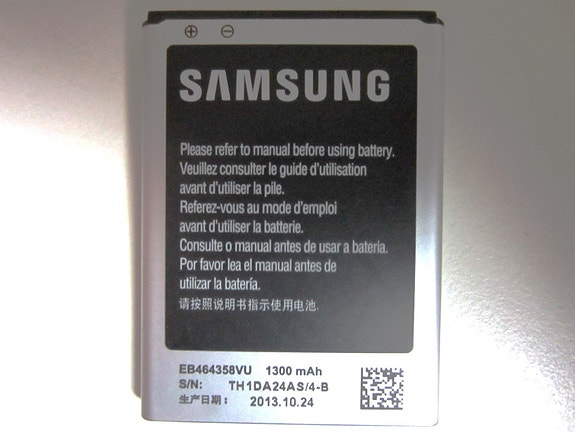 ⊕ ⊖
SAMSUNG
Please refer to manual before using battery.
Veuillez consulter le guide d'utilisation
avant d'utiliser la pile.
Referez-vous au mode d'emploi
avant d'utiliser la batterie.
Consulte o manual antes de usar a bateria.
Por favor lea el manual antes de
utilizar la batería.
请按照说明书指示使用电池.
EB464358VU 1300 mAh
S/N: TH1DA24AS/4-B
生产日期: 2013.10.24